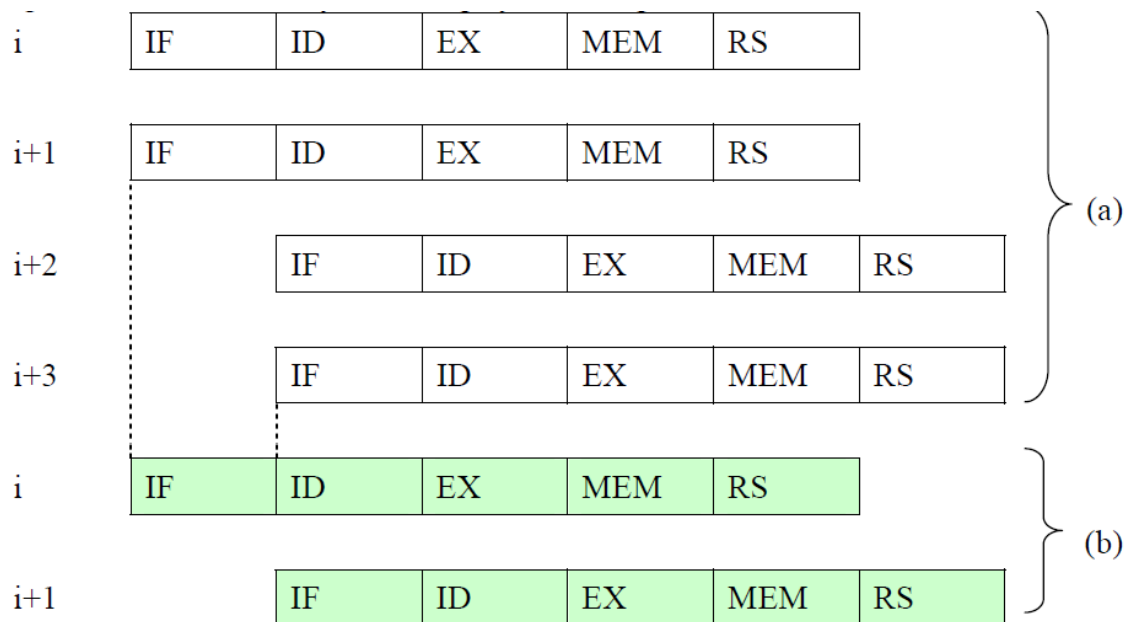 i IF ID EX MEM RS
i+1 IF ID EX MEM RS
(a)
i+2 IF ID EX MEM RS
i+3 IF ID EX MEM RS
i IF ID EX MEM RS
(b)
i+1 IF ID EX MEM RS